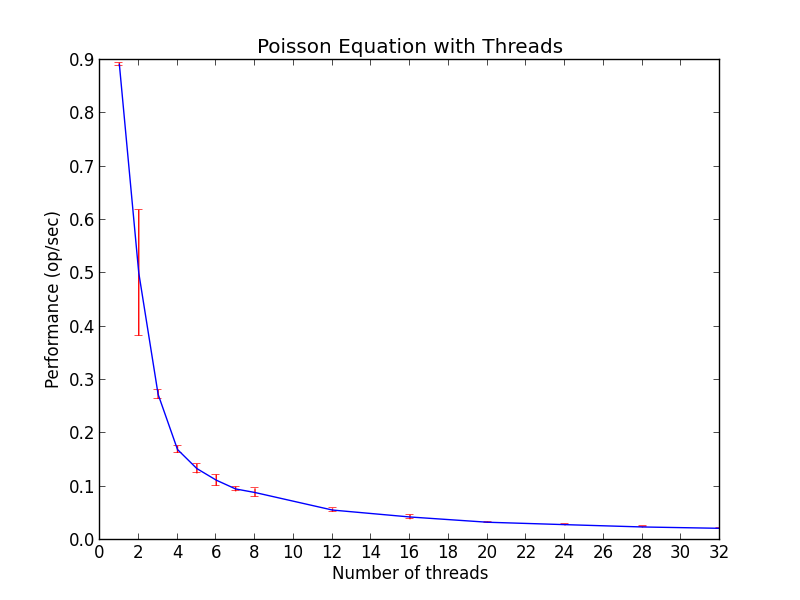 Poisson Equation with Threads
0.9
0.8
0.7
0.6
0.5
0.4
0.3
0.2
0.1
0.0
Performance (op/sec)
0 2 4 6 8 10 12 14 16 18 20 22 24 26 28 30 32
Number of threads